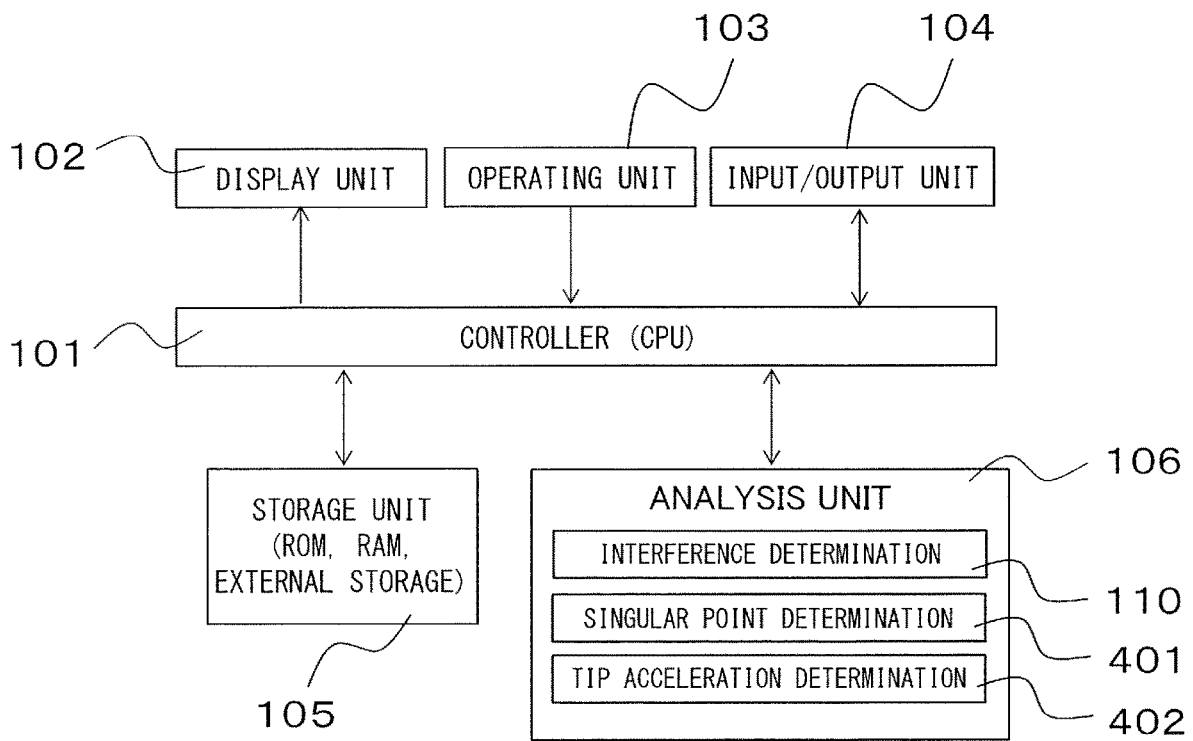 103
104
102
DISPLAY UNIT
OPERATING UNIT
INPUT/OUTPUT UNIT
101
CONTROLLER (CPU)
106
ANALYSIS UNIT
STORAGE UNIT
(ROM, RAM,
EXTERNAL STORAGE)
INTERFERENCE DETERMINATION
110
SINGULAR POINT DETERMINATION
401
TIP ACCELERATION DETERMINATION
402
105